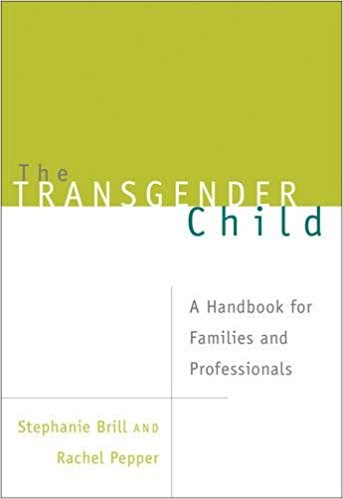 The
TRANSGENDER
Child
A Handbook for
Families and
Professionals
Stephanie Brill AND
Rachel Pepper